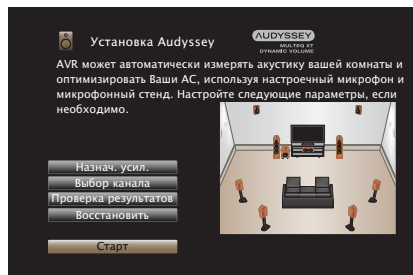 Установка Audyssey
AUDYSSEY
MULTEQ XT
DYNAMIC VOLUME
AVR может автоматически измерять акустику вашей комнаты и
оптимизировать Ваши АС, используя настроечный микрофон и
микрофонный стенд. Настройте следующие параметры, если
необходимо.
Назнач. усил.
Выбор канала
Проверка результатов
Восстановить
Старт